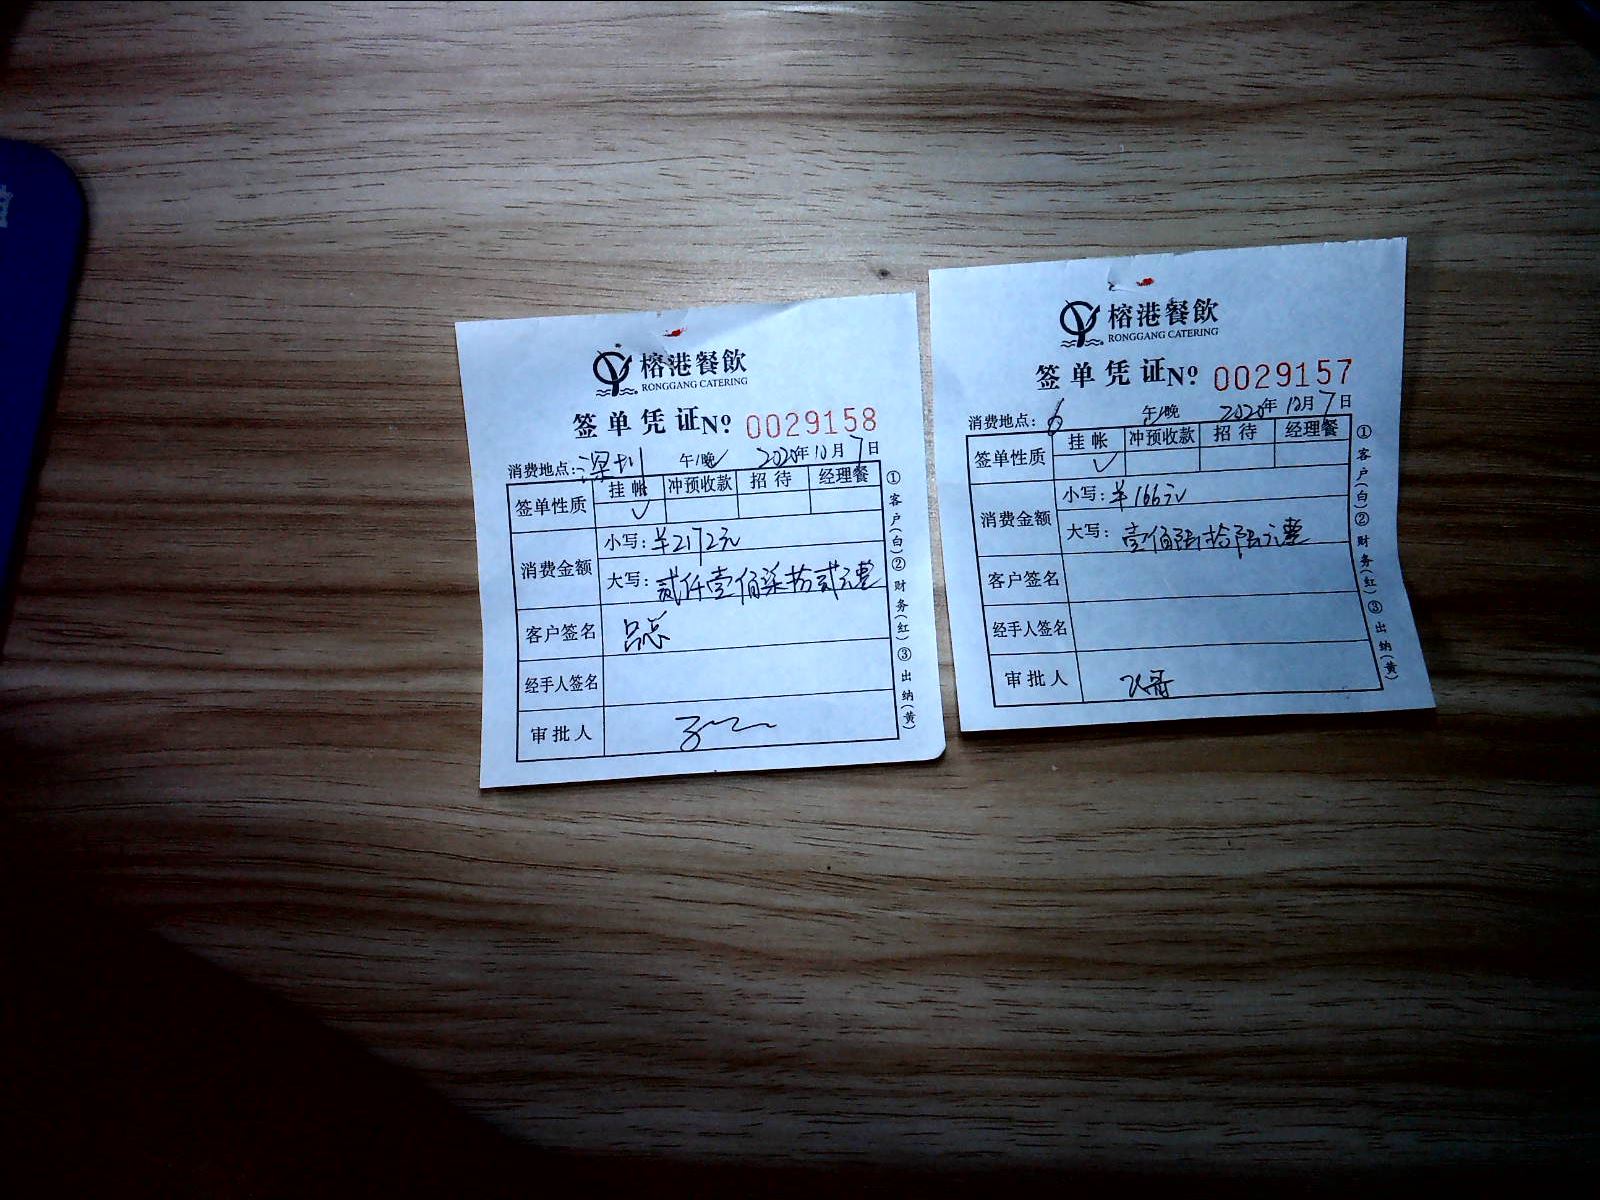 榕港餐飲
RONGGANG CATERING
签单凭证 Nº 0029158
消费地点：深圳 午/晚 2020年10月7日
签单性质 挂帐 冲预收款 招待 经理餐
✓
消费金额
小写：¥2172元
大写：贰仟壹佰柒拾贰元整
客户签名 吕总
经手人签名
审批人
①客户(白)②财务(红)③出纳(黄)
榕港餐飲
RONGGANG CATERING
签单凭证 Nº 0029157
消费地点：6 午/晚 2020年10月7日
签单性质 挂帐 冲预收款 招待 经理餐
✓
消费金额
小写：¥166元
大写：壹佰陆拾陆元整
客户签名
经手人签名
审批人
①客户(白)②财务(红)③出纳(黄)